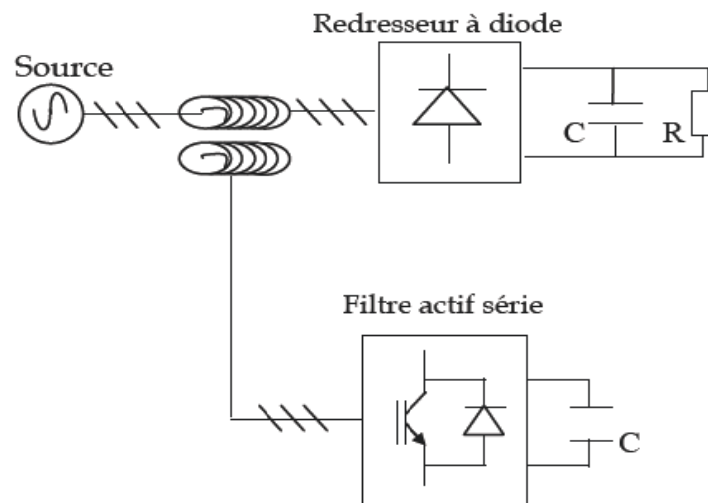 Redresseur à diode
Source
C
R
Filtre actif série
C